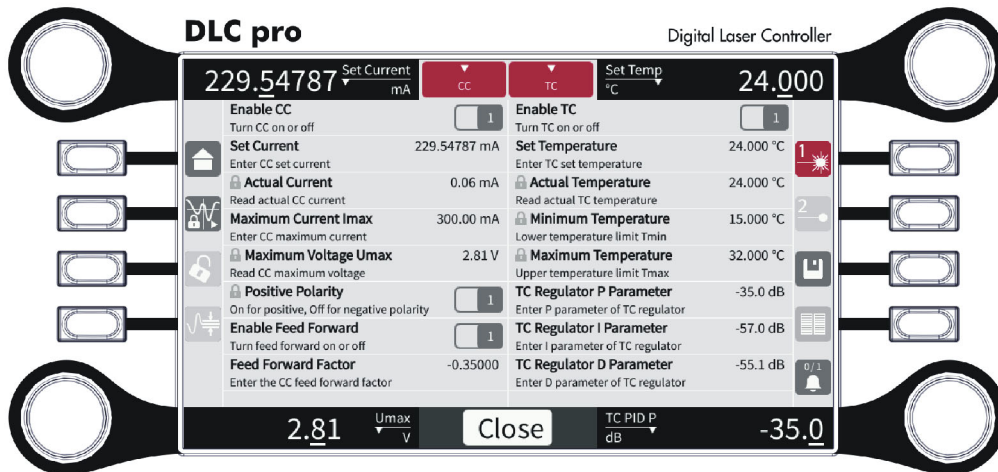 DLC pro
Digital Laser Controller
229.54787 Set Current mA
CC
TC
Set Temp °C 24.000
Enable CC
Turn CC on or off
1
Set Current 229.54787 mA
Enter CC set current
Actual Current 0.06 mA
Read actual CC current
Maximum Current Imax 300.00 mA
Enter CC maximum current
Maximum Voltage Umax 2.81 V
Read CC maximum voltage
Positive Polarity
On for positive, Off for negative polarity
1
Enable Feed Forward
Turn feed forward on or off
1
Feed Forward Factor -0.35000
Enter the CC feed forward factor
Enable TC
Turn TC on or off
1
Set Temperature 24.000 °C
Enter TC set temperature
Actual Temperature 24.000 °C
Read actual TC temperature
Minimum Temperature 15.000 °C
Lower temperature limit Tmin
Maximum Temperature 32.000 °C
Upper temperature limit Tmax
TC Regulator P Parameter -35.0 dB
Enter P parameter of TC regulator
TC Regulator I Parameter -57.0 dB
Enter I parameter of TC regulator
TC Regulator D Parameter -55.1 dB
Enter D parameter of TC regulator
1
2
0/1
2.81 Umax V
Close
TC PID P dB -35.0